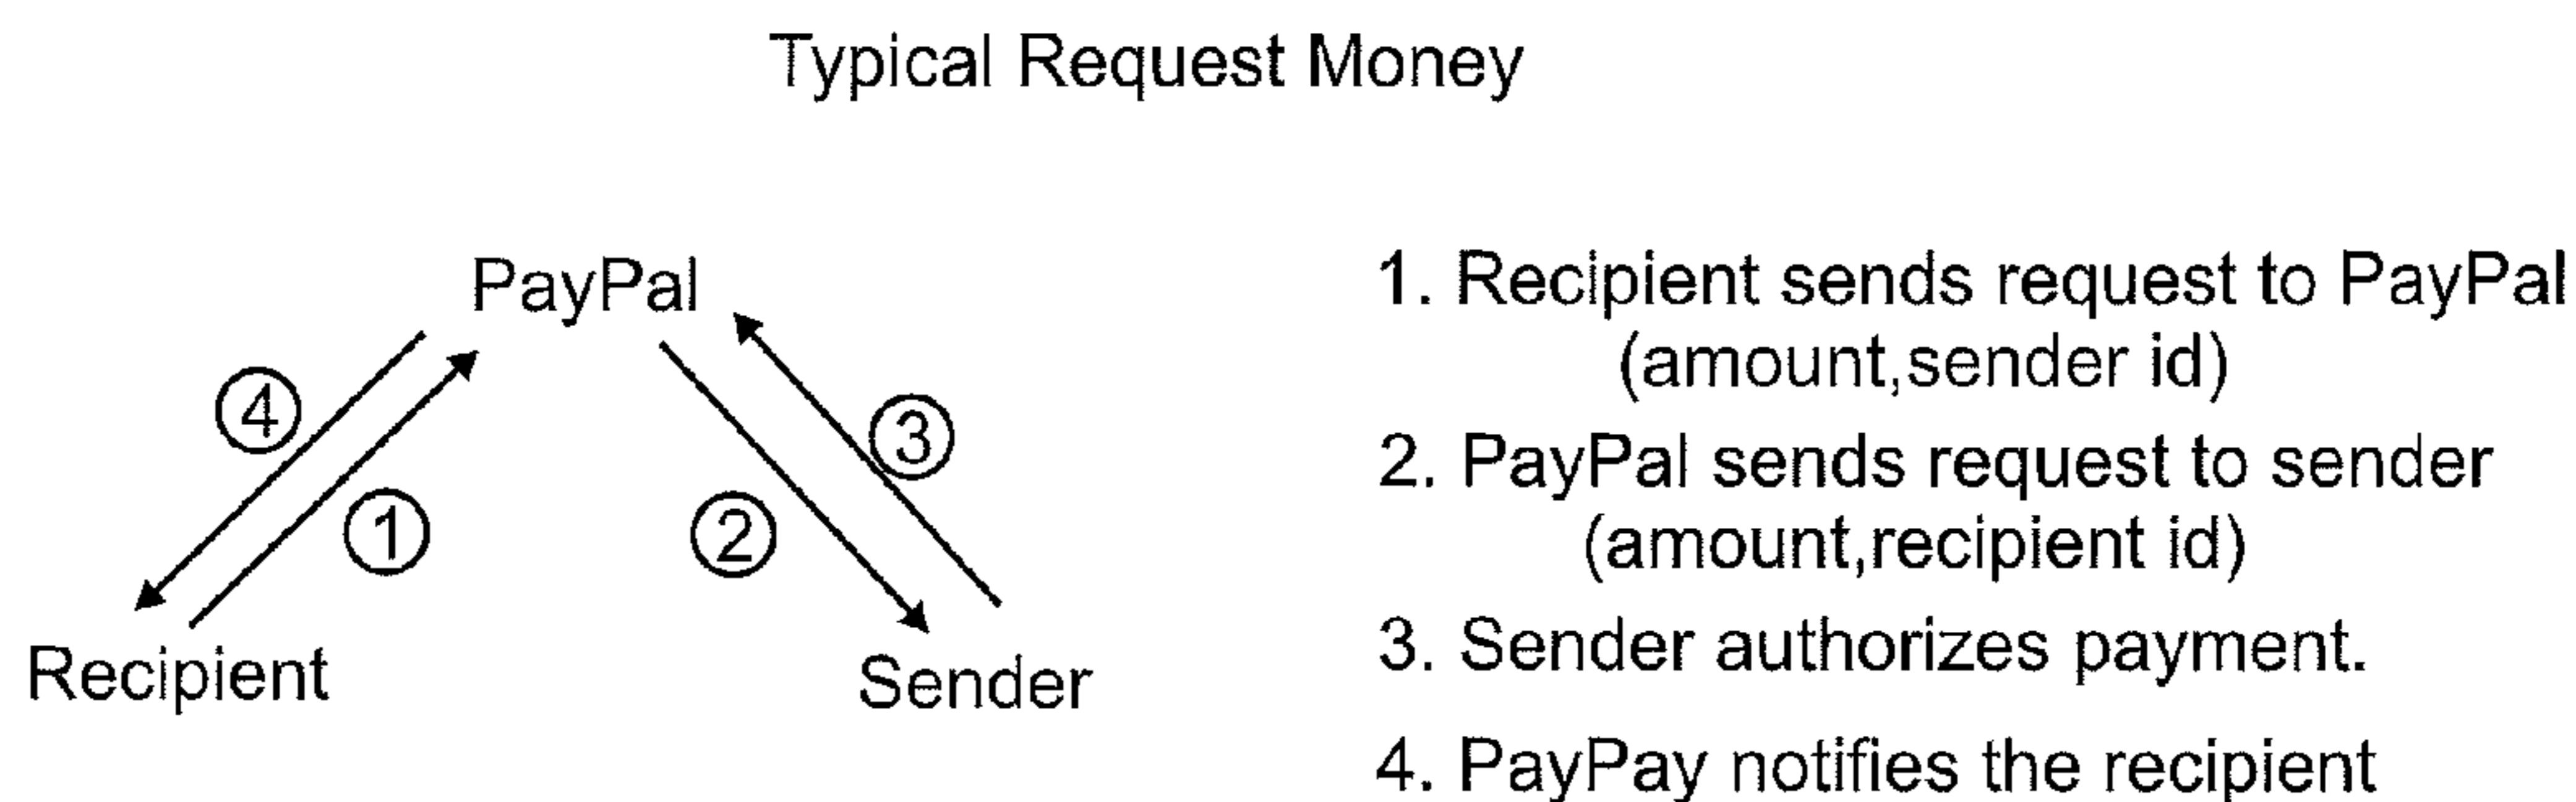 Typical Request Money
PayPal
4
1
2
3
Recipient
Sender
1. Recipient sends request to PayPal
(amount,sender id)
2. PayPal sends request to sender
(amount,recipient id)
3. Sender authorizes payment.
4. PayPay notifies the recipient